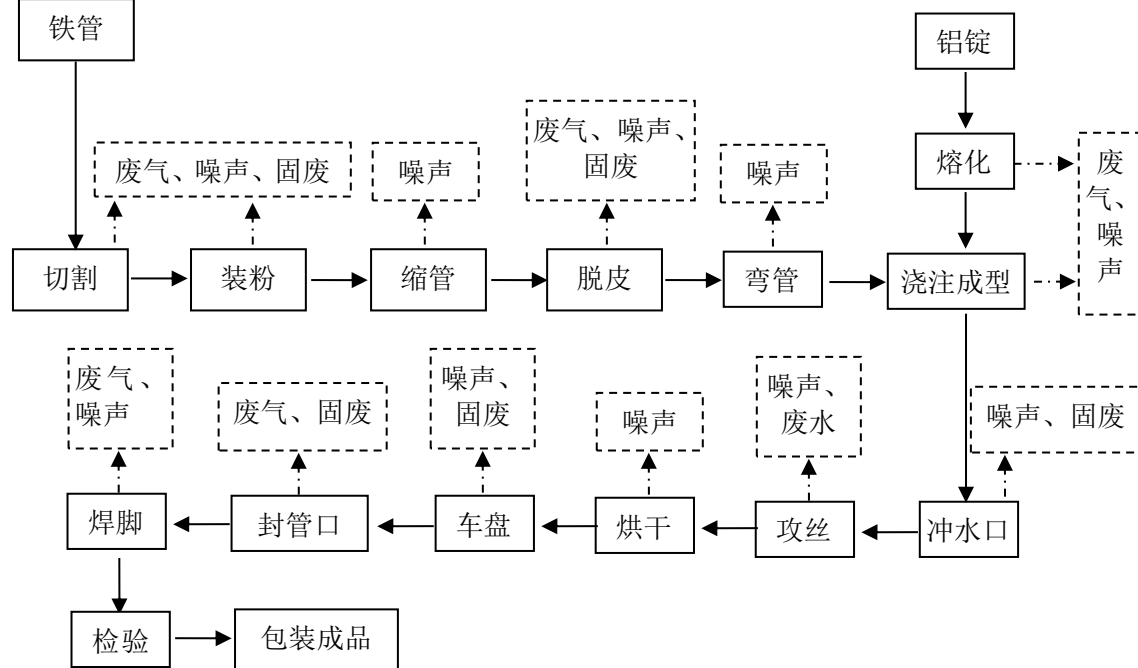 铁管
铝锭
废气、噪声、固废
噪声
废气、噪声、
固废
噪声
熔化
废
气、
噪
声
切割
装粉
缩管
脱皮
弯管
浇注成型
废气、
噪声
废气、固废
噪声、
固废
噪声
噪声、
废水
噪声、固废
焊脚
封管口
车盘
烘干
攻丝
冲水口
检验
包装成品